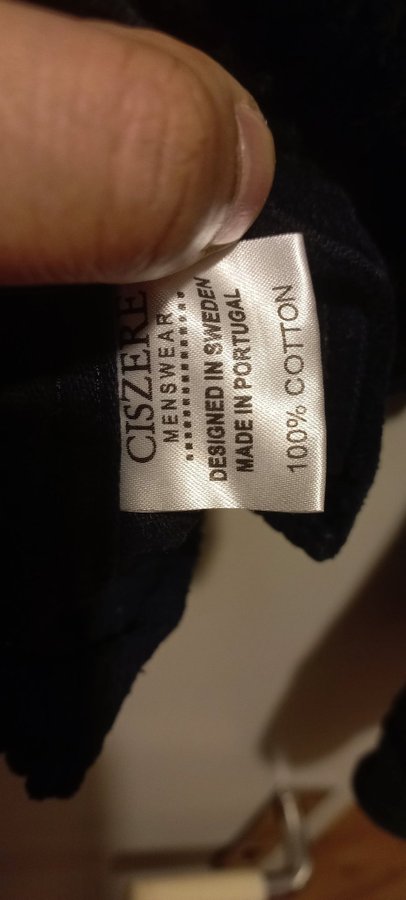 CISZERE
MENSWEAR
DESIGNED IN SWEDEN
MADE IN PORTUGAL
100% COTTON